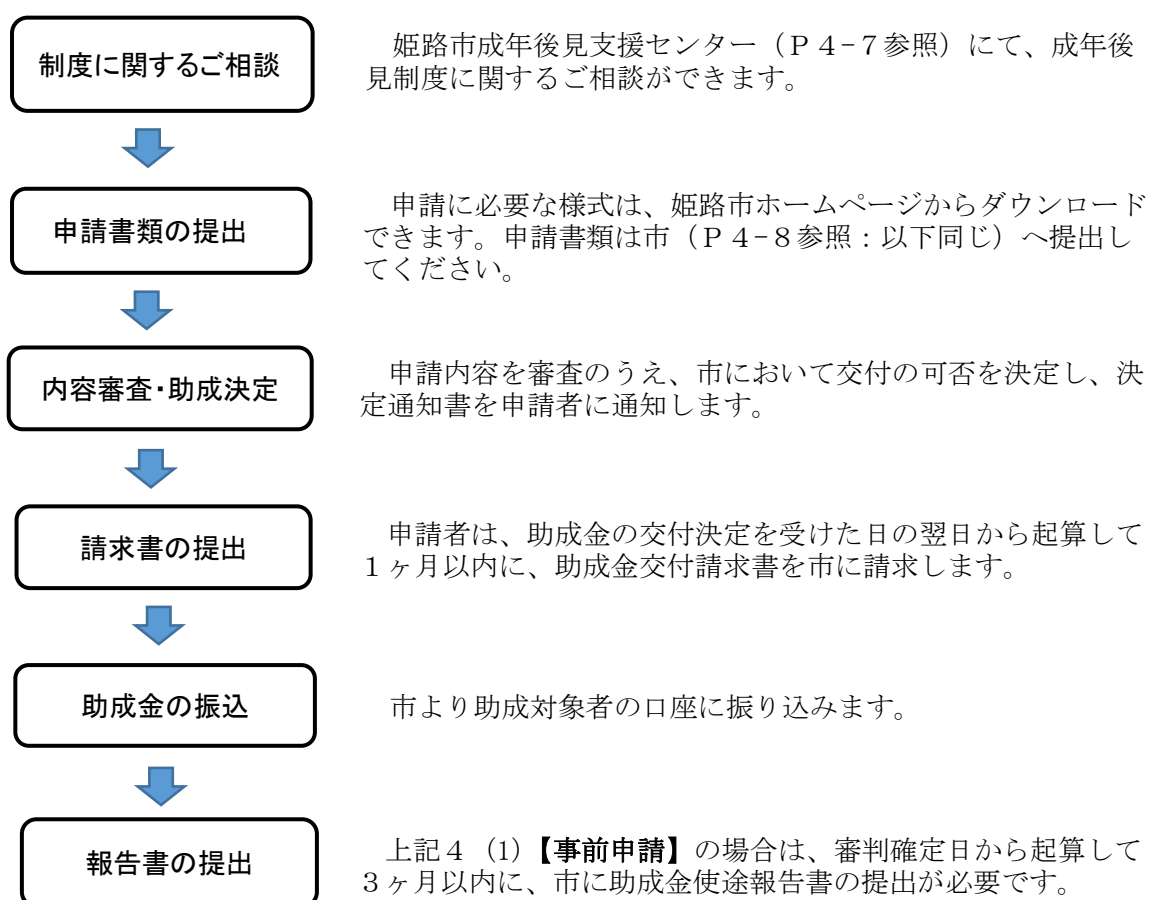 制度に関するご相談
姫路市成年後見支援センター（Ｐ４-７参照）にて、成年後
見制度に関するご相談ができます。
申請書類の提出
申請に必要な様式は、姫路市ホームページからダウンロード
できます。申請書類は市（Ｐ４-８参照：以下同じ）へ提出し
てください。
内容審査・助成決定
申請内容を審査のうえ、市において交付の可否を決定し、決
定通知書を申請者に通知します。
請求書の提出
申請者は、助成金の交付決定を受けた日の翌日から起算して
１ヶ月以内に、助成金交付請求書を市に請求します。
助成金の振込
市より助成対象者の口座に振り込みます。
報告書の提出
上記４ (1)【事前申請】の場合は、審判確定日から起算して
３ヶ月以内に、市に助成金使途報告書の提出が必要です。